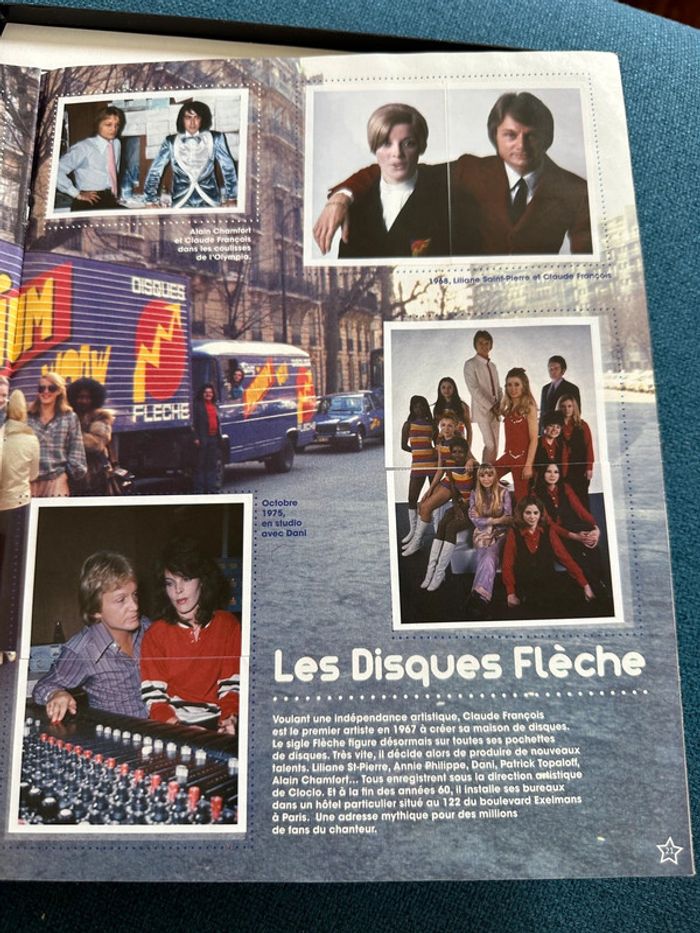 Alain Chamfort
et Claude François
dans les coulisses
de l'Olympia.
1968, Liliane Saint-Pierre et Claude François
DISQUES
FLECHE
Octobre
1975,
en studio
avec Dani
Les Disques Flèche
Voulant une indépendance artistique, Claude François
est le premier artiste en 1967 à créer sa maison de disques.
Le sigle Flèche figure désormais sur toutes ses pochettes
de disques. Très vite, il décide alors de produire de nouveaux
talents. Liliane St-Pierre, Annie Philippe, Dani, Patrick Topaloff,
Alain Chamfort... Tous enregistrent sous la direction artistique
de Cloclo. Et à la fin des années 60, il installe ses bureaux
dans un hôtel particulier situé au 122 du boulevard Exelmans
à Paris. Une adresse mythique pour des millions
de fans du chanteur.
21